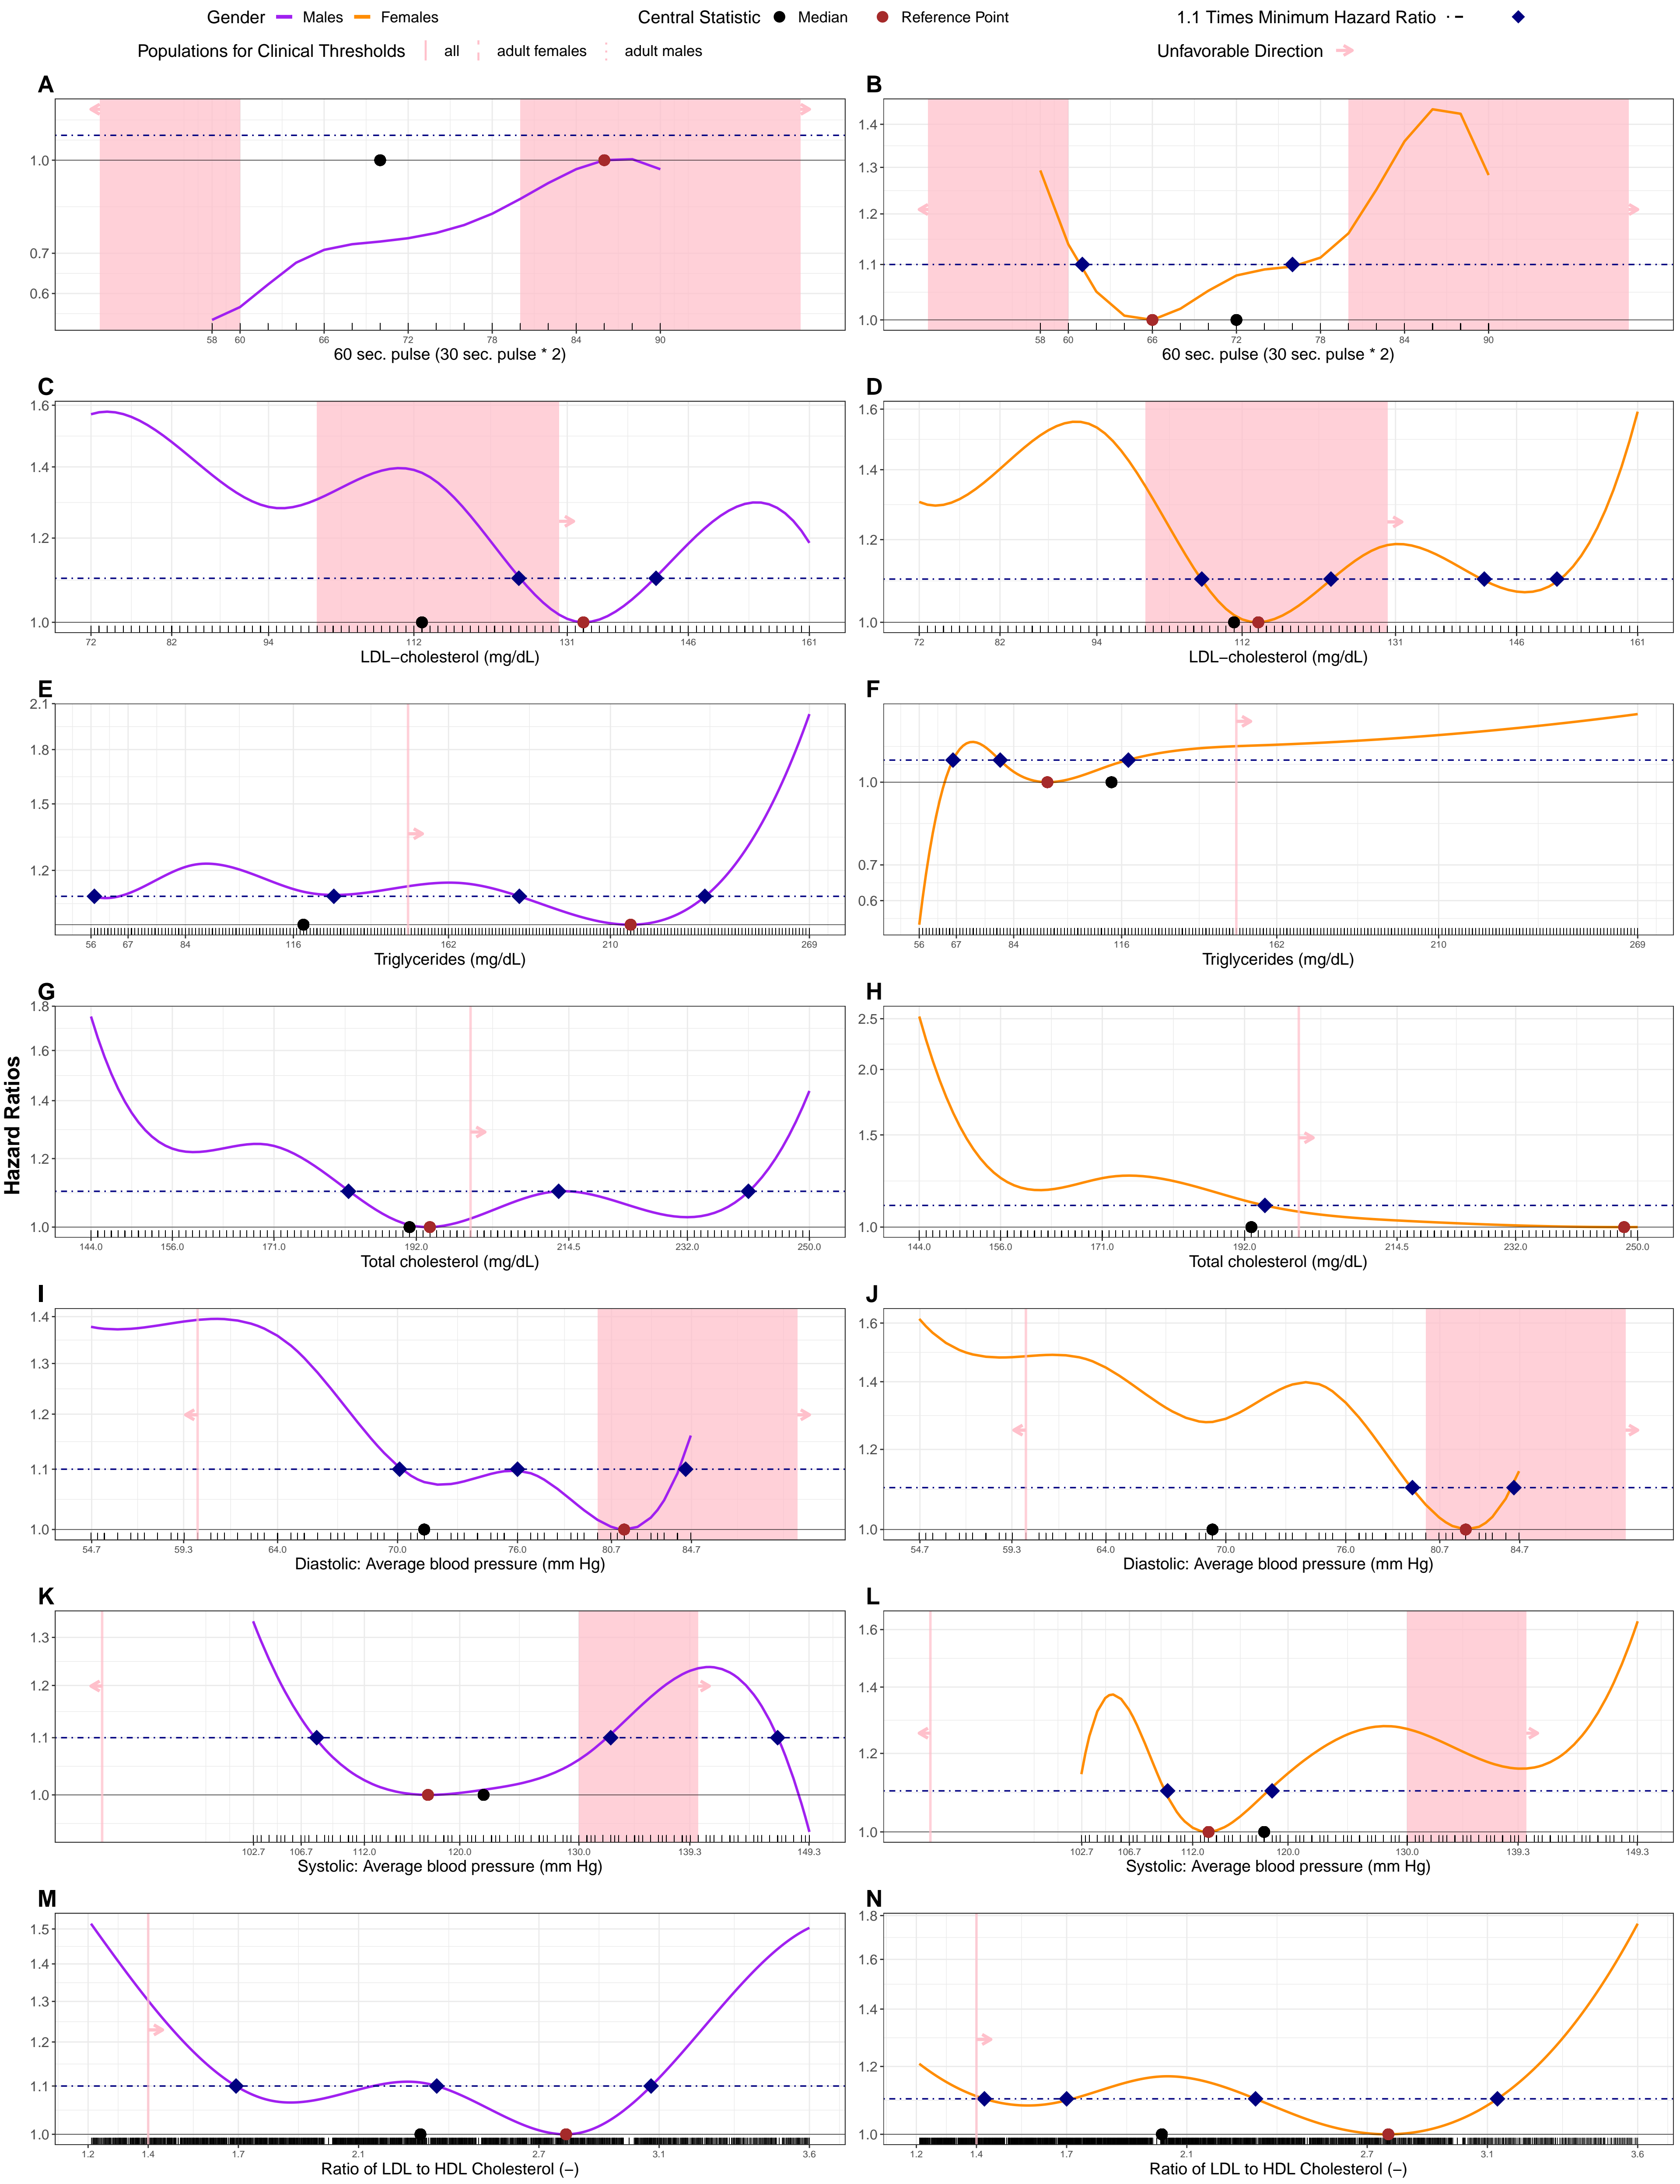 Gender Males Females Central Statistic Median Reference Point 1.1 Times Minimum Hazard Ratio
Populations for Clinical Thresholds all adult females adult males Unfavorable Direction
Hazard Ratios
A
1.0
0.7
0.6
58 60 66 72 78 84 90
60 sec. pulse (30 sec. pulse * 2)
B
1.4
1.3
1.2
1.1
1.0
58 60 66 72 78 84 90
60 sec. pulse (30 sec. pulse * 2)
C
1.6
1.4
1.2
1.0
72 82 94 112 131 146 161
LDL−cholesterol (mg/dL)
D
1.6
1.4
1.2
1.0
72 82 94 112 131 146 161
LDL−cholesterol (mg/dL)
E
2.1
1.8
1.5
1.2
56 67 84 116 162 210 269
Triglycerides (mg/dL)
F
1.0
0.7
0.6
56 67 84 116 162 210 269
Triglycerides (mg/dL)
G
1.8
1.6
1.4
1.2
1.0
144.0 156.0 171.0 192.0 214.5 232.0 250.0
Total cholesterol (mg/dL)
H
2.5
2.0
1.5
1.0
144.0 156.0 171.0 192.0 214.5 232.0 250.0
Total cholesterol (mg/dL)
I
1.4
1.3
1.2
1.1
1.0
54.7 59.3 64.0 70.0 76.0 80.7 84.7
Diastolic: Average blood pressure (mm Hg)
J
1.6
1.4
1.2
1.0
54.7 59.3 64.0 70.0 76.0 80.7 84.7
Diastolic: Average blood pressure (mm Hg)
K
1.3
1.2
1.1
1.0
102.7 106.7 112.0 120.0 130.0 139.3 149.3
Systolic: Average blood pressure (mm Hg)
L
1.6
1.4
1.2
1.0
102.7 106.7 112.0 120.0 130.0 139.3 149.3
Systolic: Average blood pressure (mm Hg)
M
1.5
1.4
1.3
1.2
1.1
1.0
1.2 1.4 1.7 2.1 2.7 3.1 3.6
Ratio of LDL to HDL Cholesterol (−)
N
1.8
1.6
1.4
1.2
1.0
1.2 1.4 1.7 2.1 2.7 3.1 3.6
Ratio of LDL to HDL Cholesterol (−)